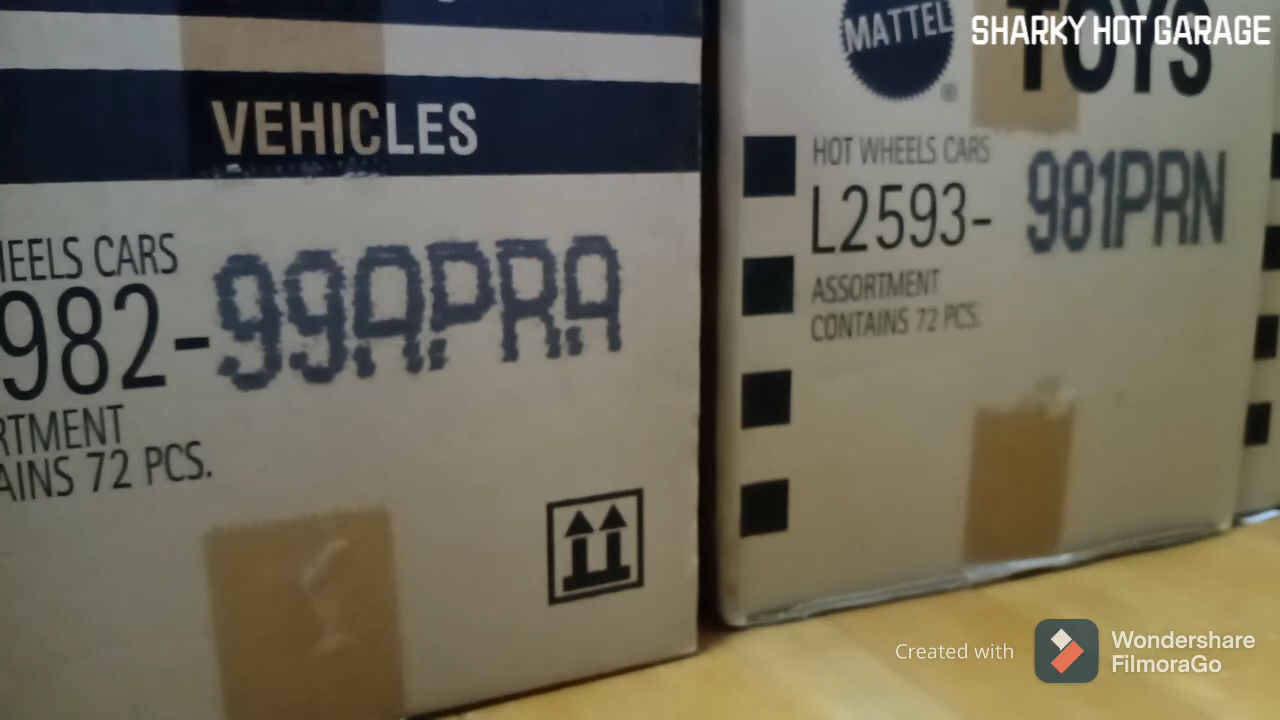 VEHICLES
HEELS CARS
982-99APRA
RTMENT
AINS 72 PCS.
MATTEL
®
TOYS
HOT WHEELS CARS
L2593- 981PRN
ASSORTMENT
CONTAINS 72 PCS.
SHARKY HOT GARAGE
Created with
Wondershare
FilmoraGo